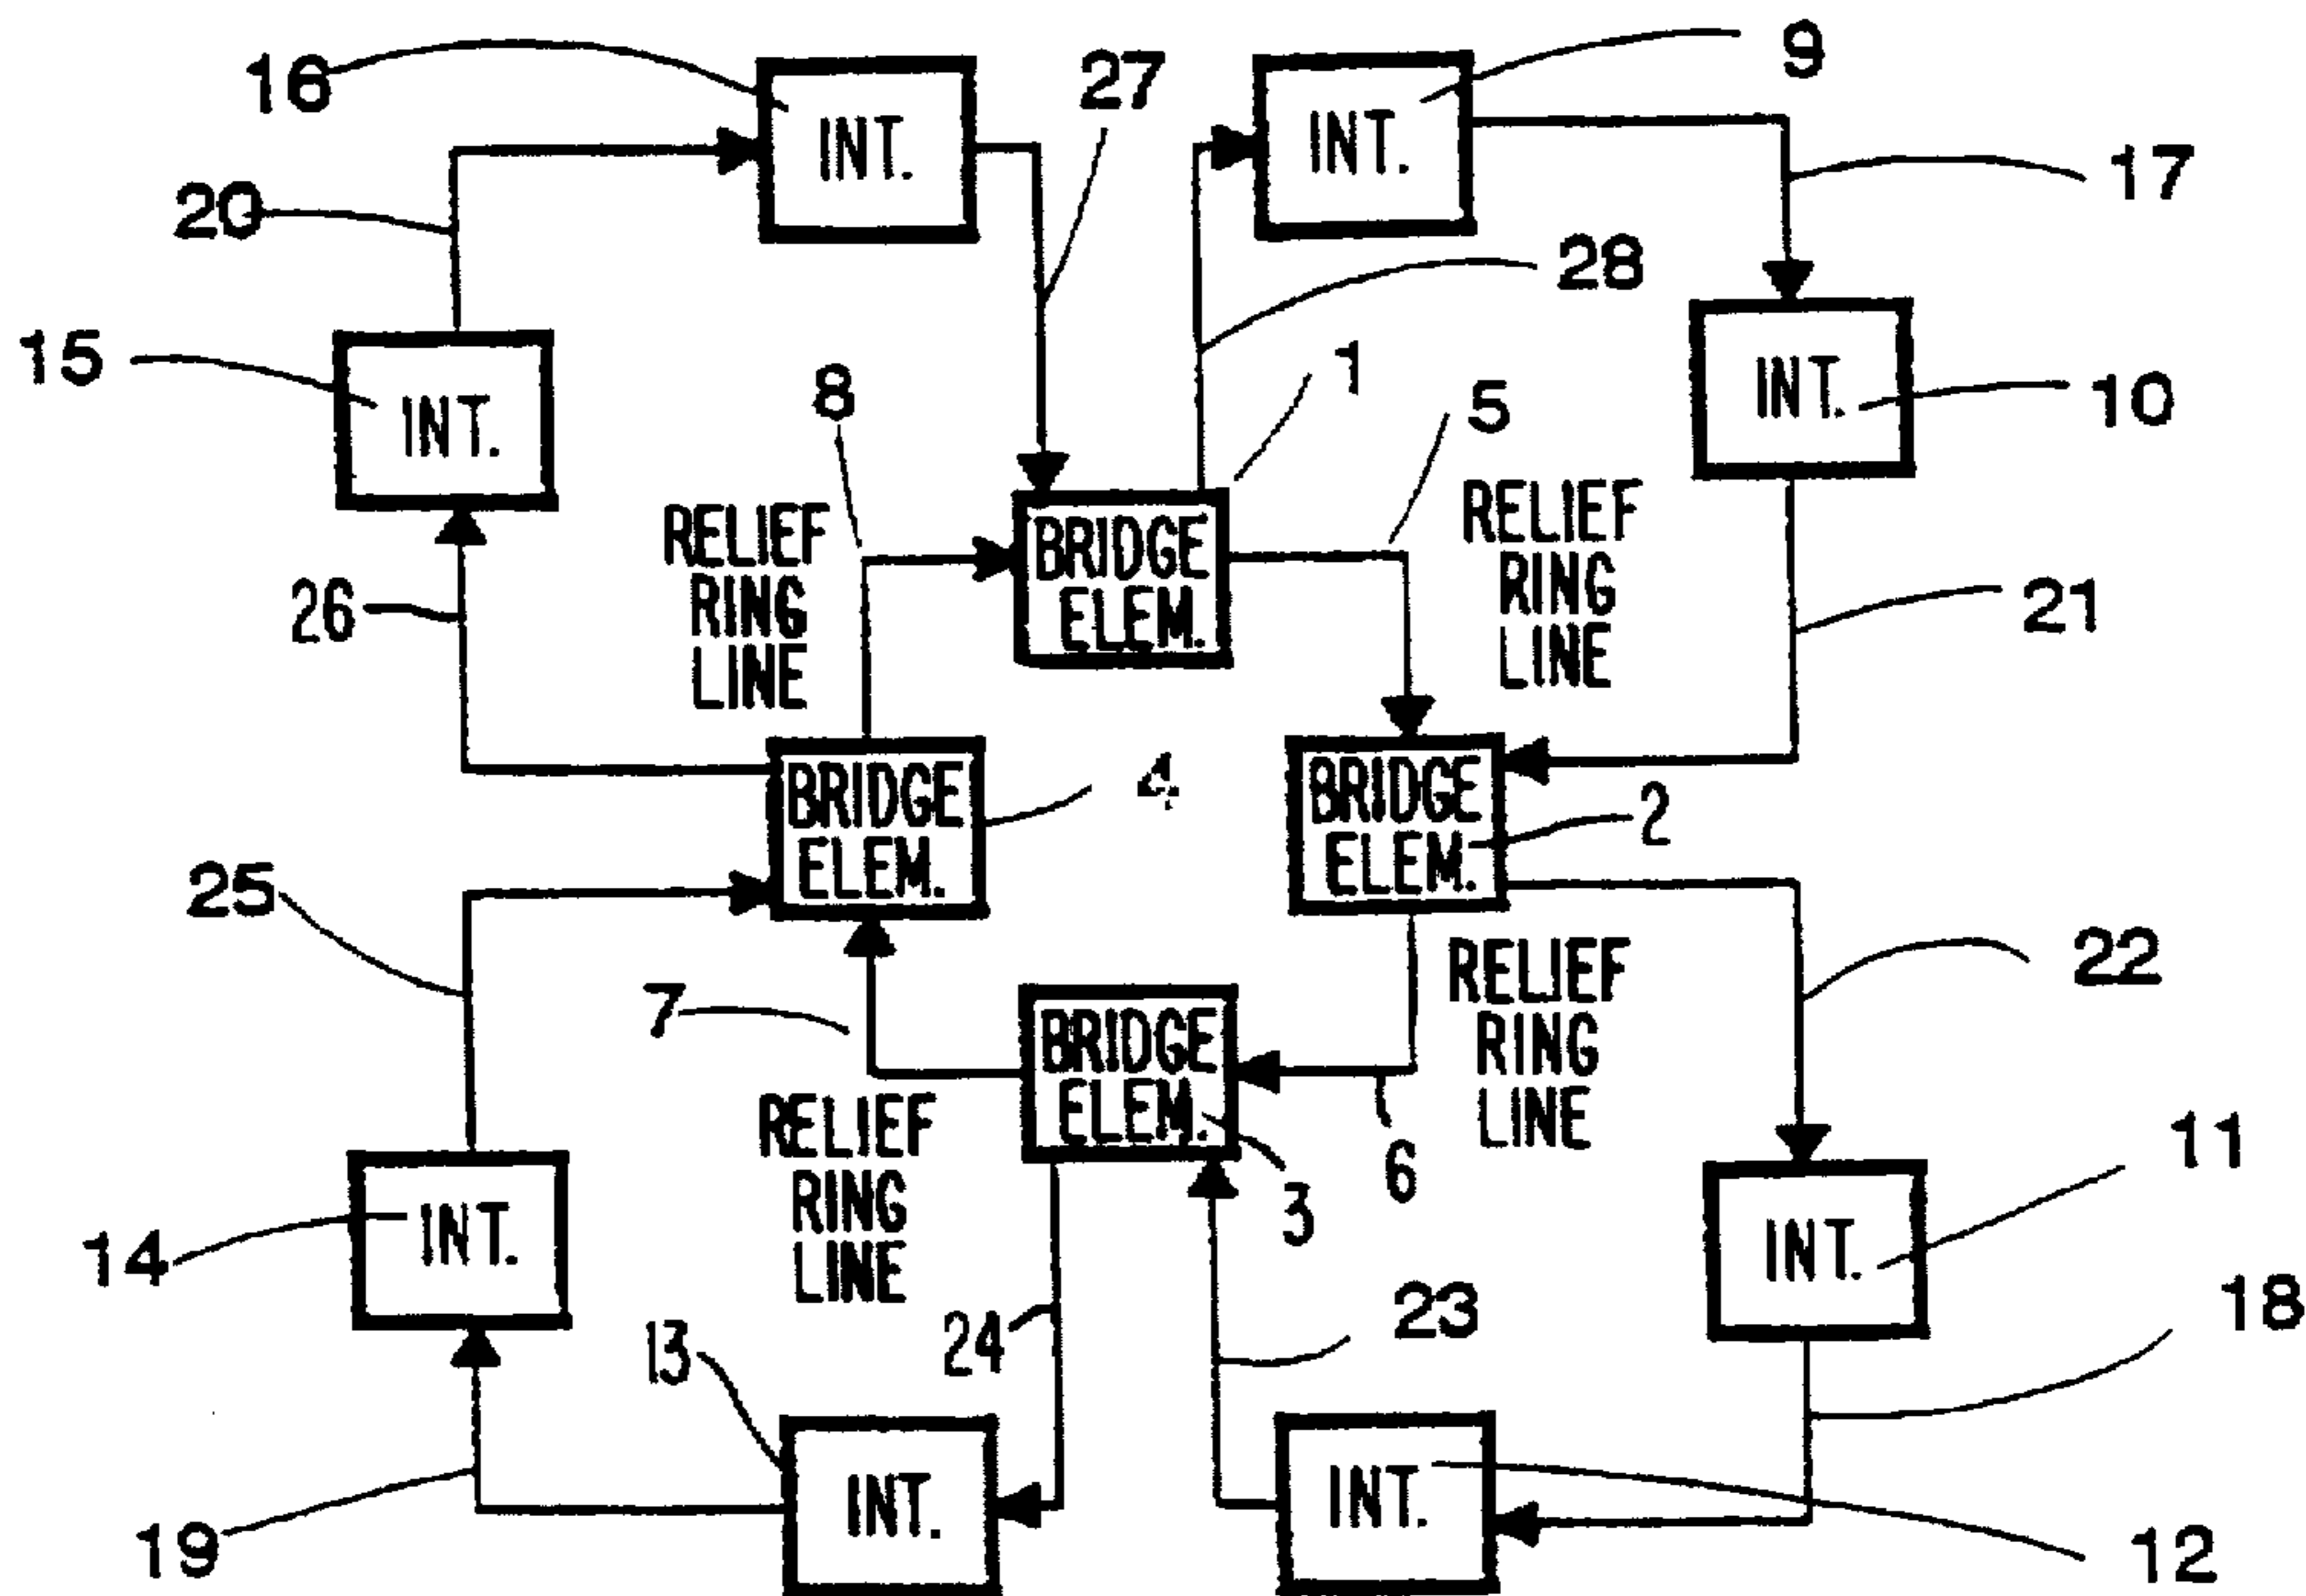 16
27
9
INT.
INT.
17
20
28
15
INT.
8
1
5
INT.
10
RELIEF
RING
LINE
BRIDGE
ELEM.
RELIEF
RING
LINE
26
21
BRIDGE
ELEM.
4
BRIDGE
ELEM.
2
25
7
BRIDGE
ELEM.
RELIEF
RING
LINE
22
RELIEF
RING
LINE
6
3
11
14
INT.
INT.
18
13
24
23
19
INT.
INT.
12